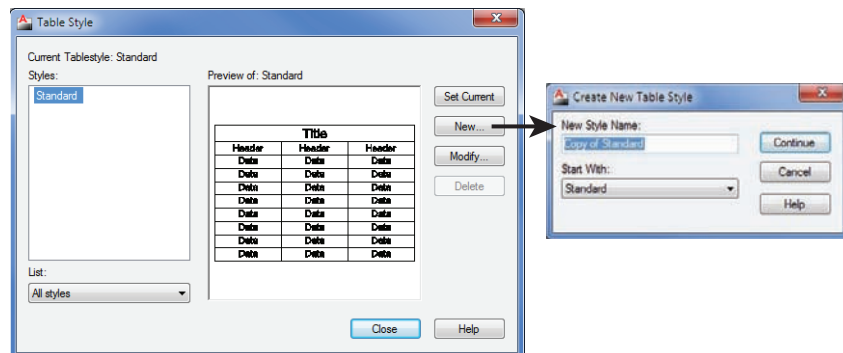 Table Style
Current Tablestyle: Standard
Styles:
Standard
Preview of: Standard
Title
Header Header Header
Data Data Data
Data Data Data
Data Data Data
Data Data Data
Data Data Data
Data Data Data
Data Data Data
Data Data Data
Set Current
New...
Modify...
Delete
List:
All styles
Close
Help
Create New Table Style
New Style Name:
Copy of Standard
Start With:
Standard
Continue
Cancel
Help